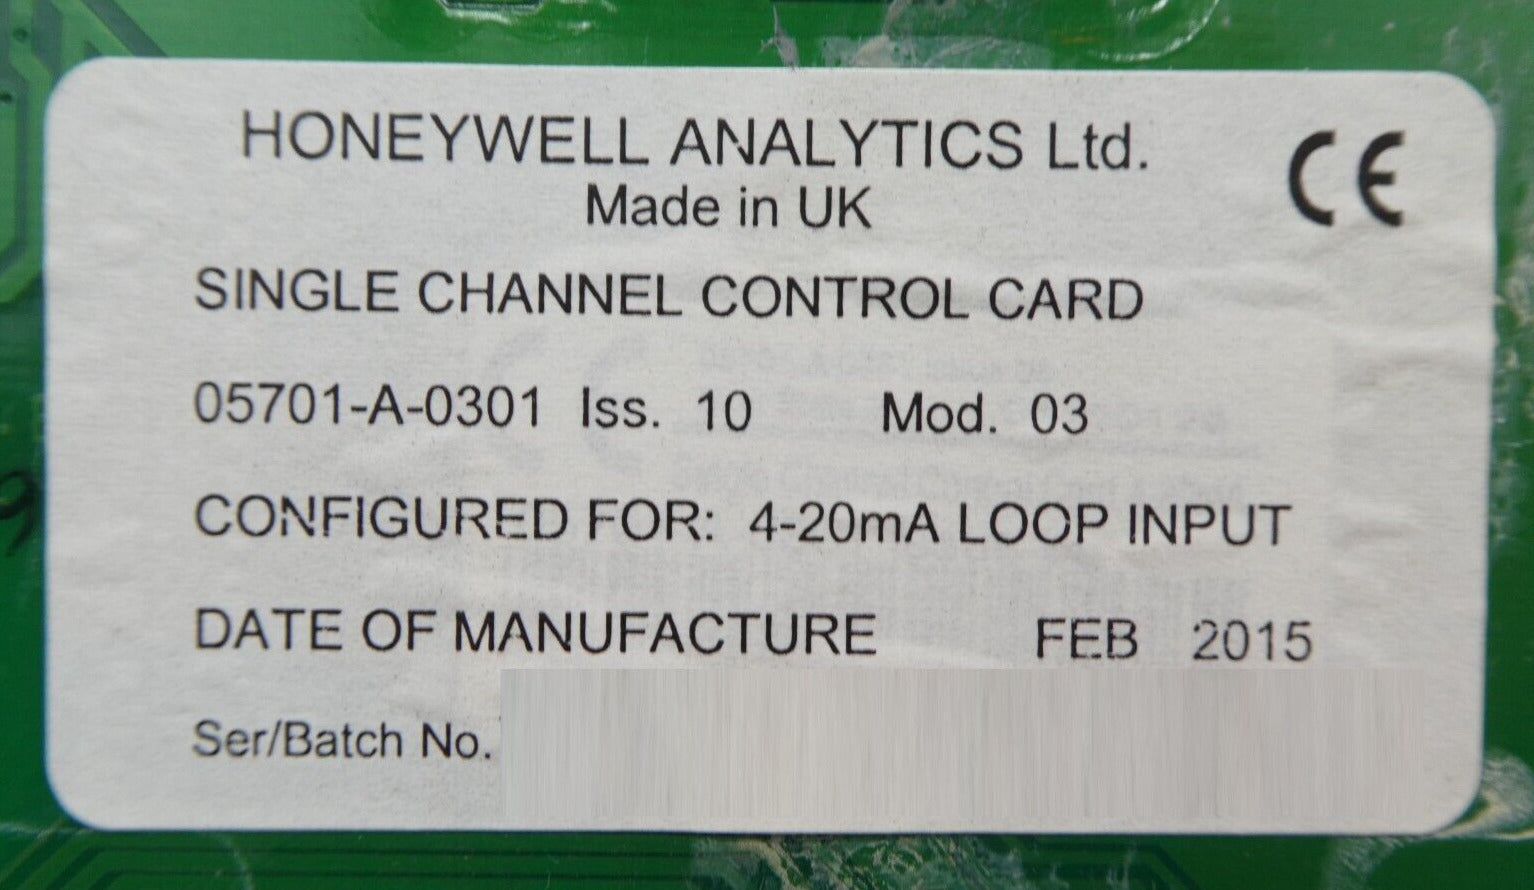 HONEYWELL ANALYTICS Ltd.
CE
Made in UK
SINGLE CHANNEL CONTROL CARD
05701-A-0301 Iss. 10 Mod. 03
CONFIGURED FOR: 4-20mA LOOP INPUT
DATE OF MANUFACTURE FEB 2015
Ser/Batch No.
9